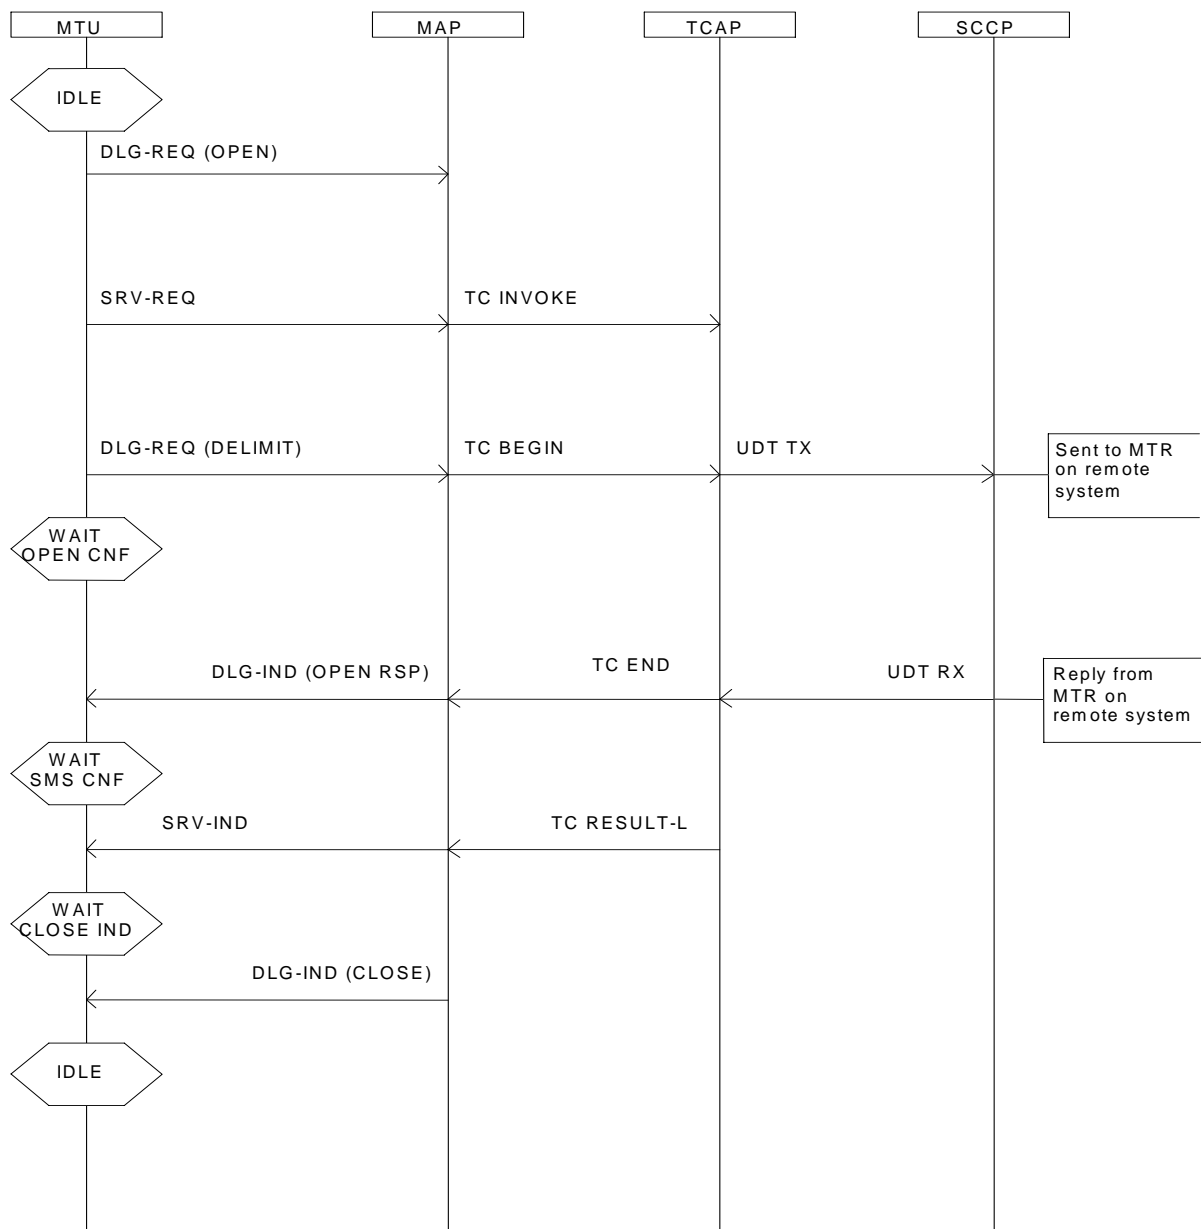 MTU MAP TCAP SCCP
IDLE
DLG-REQ (OPEN)
SRV-REQ TC INVOKE
DLG-REQ (DELIMIT) TC BEGIN UDT TX
Sent to MTR
on remote
system
WAIT
OPEN CNF
DLG-IND (OPEN RSP) TC END UDT RX
Reply from
MTR on
remote system
WAIT
SMS CNF
SRV-IND TC RESULT-L
WAIT
CLOSE IND
DLG-IND (CLOSE)
IDLE